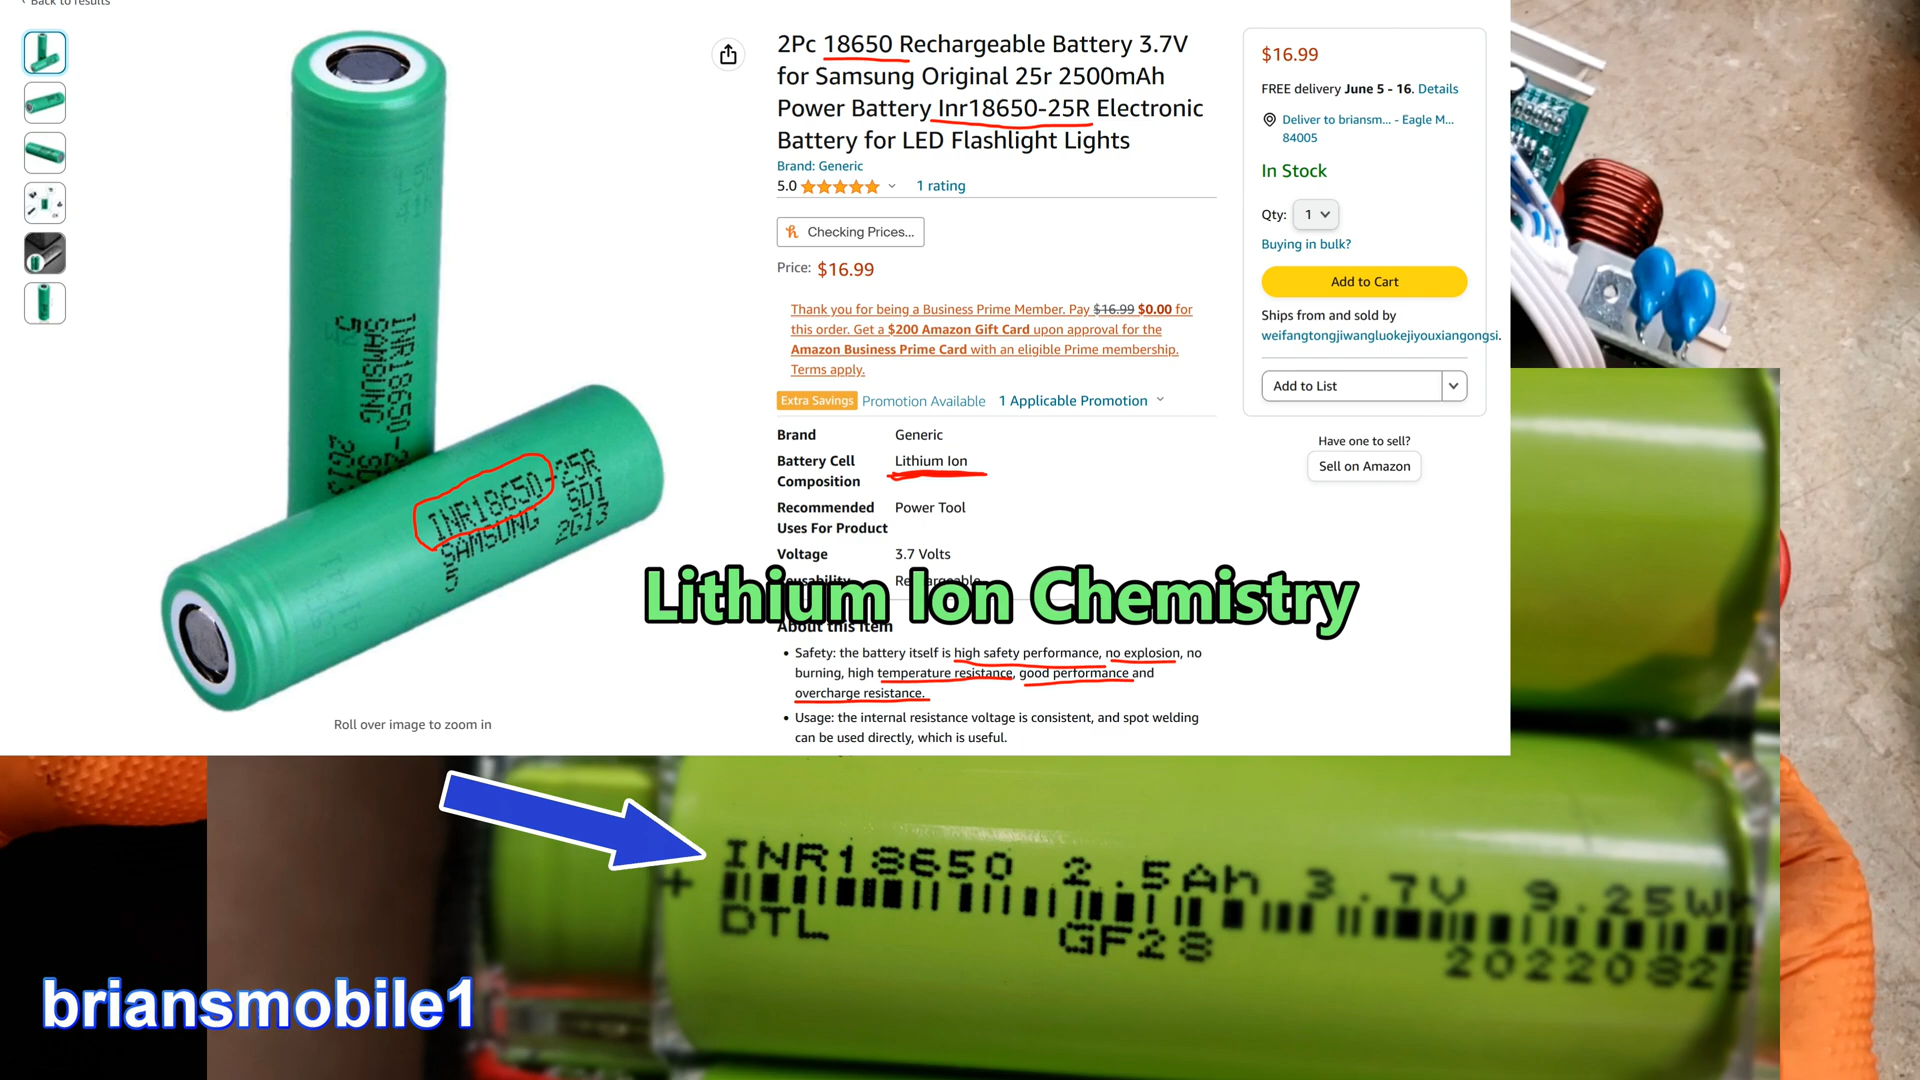 Back to results
2Pc 18650 Rechargeable Battery 3.7V
for Samsung Original 25r 2500mAh
Power Battery Inr18650-25R Electronic
Battery for LED Flashlight Lights
Brand: Generic
5.0
1 rating
Checking Prices...
Price: $16.99
Thank you for being a Business Prime Member. Pay $16.99 $0.00 for
this order. Get a $200 Amazon Gift Card upon approval for the
Amazon Business Prime Card with an eligible Prime membership.
Terms apply.
Extra Savings Promotion Available 1 Applicable Promotion
Brand Generic
Battery Cell Composition Lithium Ion
Recommended Uses For Product Power Tool
Voltage 3.7 Volts
Reusability Rechargeable
About this item
• Safety: the battery itself is high safety performance, no explosion, no
burning, high temperature resistance, good performance and
overcharge resistance.
• Usage: the internal resistance voltage is consistent, and spot welding
can be used directly, which is useful.
$16.99
FREE delivery June 5 - 16. Details
Deliver to briansm... - Eagle M...
84005
In Stock
Qty: 1
Buying in bulk?
Add to Cart
Ships from and sold by
weifangtongjiwangluokejiyouxiangongsi.
Add to List
Have one to sell?
Sell on Amazon
INR18650-2
SAMSUNG SD
5 2G13
INR18650-25R
SAMSUNG SDI
5 2G13
Roll over image to zoom in
Lithium Ion Chemistry
INR18650 2.5Ah 3.7V 9.25Wh
+
DTL GF28 2022082
briansmobile1